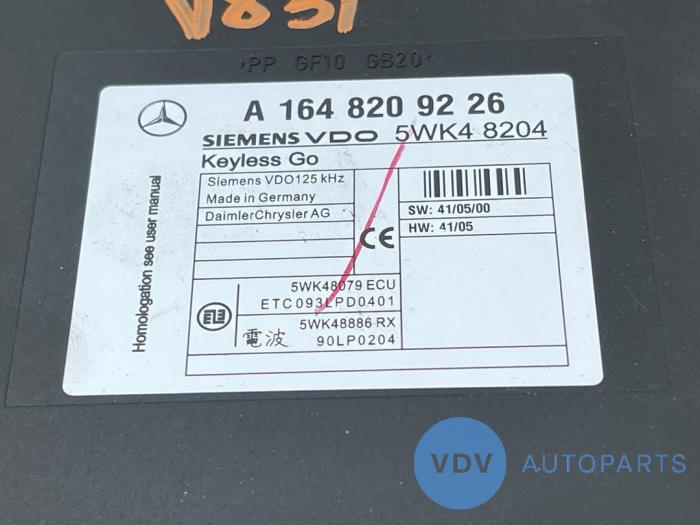 V831
>PP GF10 GB20<
A 164 820 92 26
SIEMENS VDO 5WK4 8204
Keyless Go
Siemens VDO125 kHz
Made in Germany
DaimlerChrysler AG
SW: 41/05/00
HW: 41/05
CE
5WK48079 ECU
ETC093LPD0401
5WK48886 RX
電波 90LP0204
Homologation see user manual
VDV AUTOPARTS